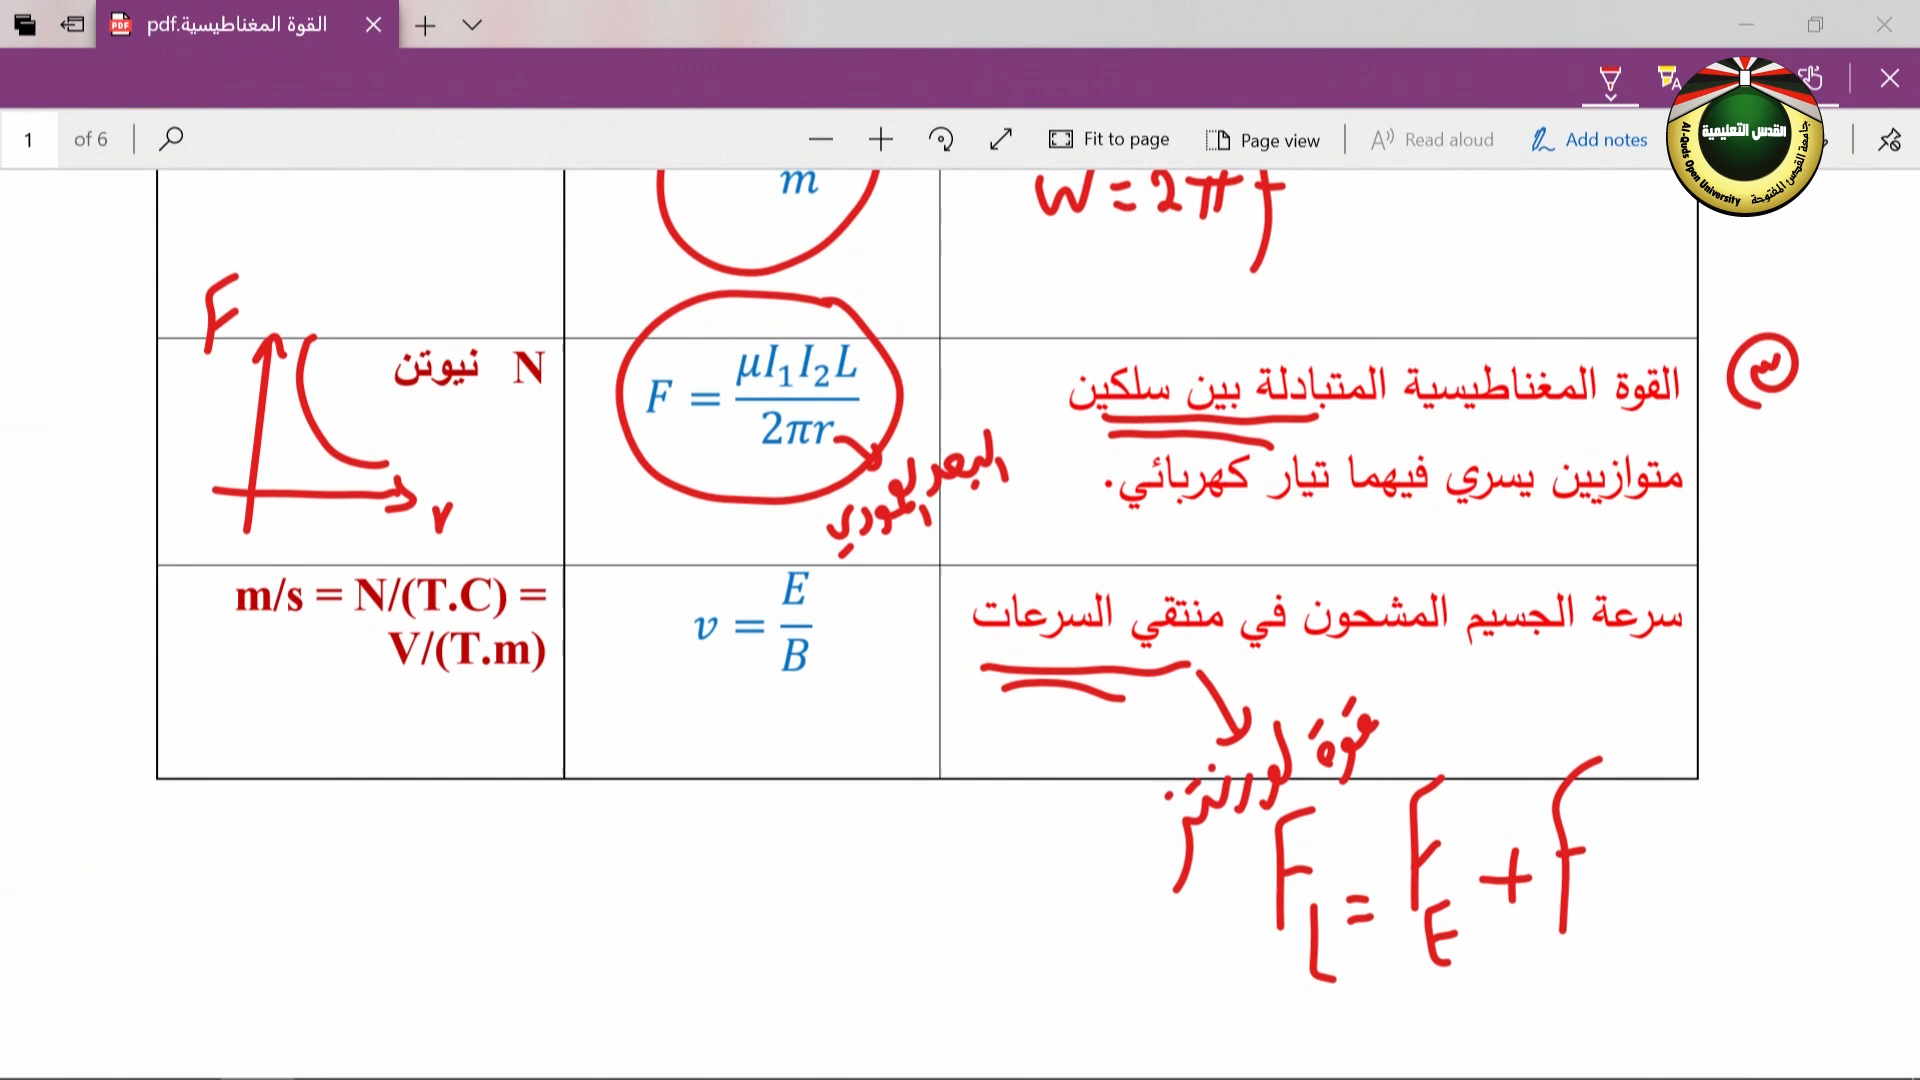 القوة المغناطيسية.pdf
1 of 6
Fit to page
Page view
Read aloud
Add notes
القدس التعليمية
جامعة القدس المفتوحة
Al-Quds Open University
W = 2πf
m
القوة المغناطيسية المتبادلة بين سلكين
متوازيين يسري فيهما تيار كهربائي.
F = μI₁I₂L / 2πr
البعد العمودي
N نيوتن
F
r
سرعة الجسيم المشحون في منتقي السرعات
v = E / B
m/s = N/(T.C) =
V/(T.m)
قوة لورنتز
F_L = F_E + F